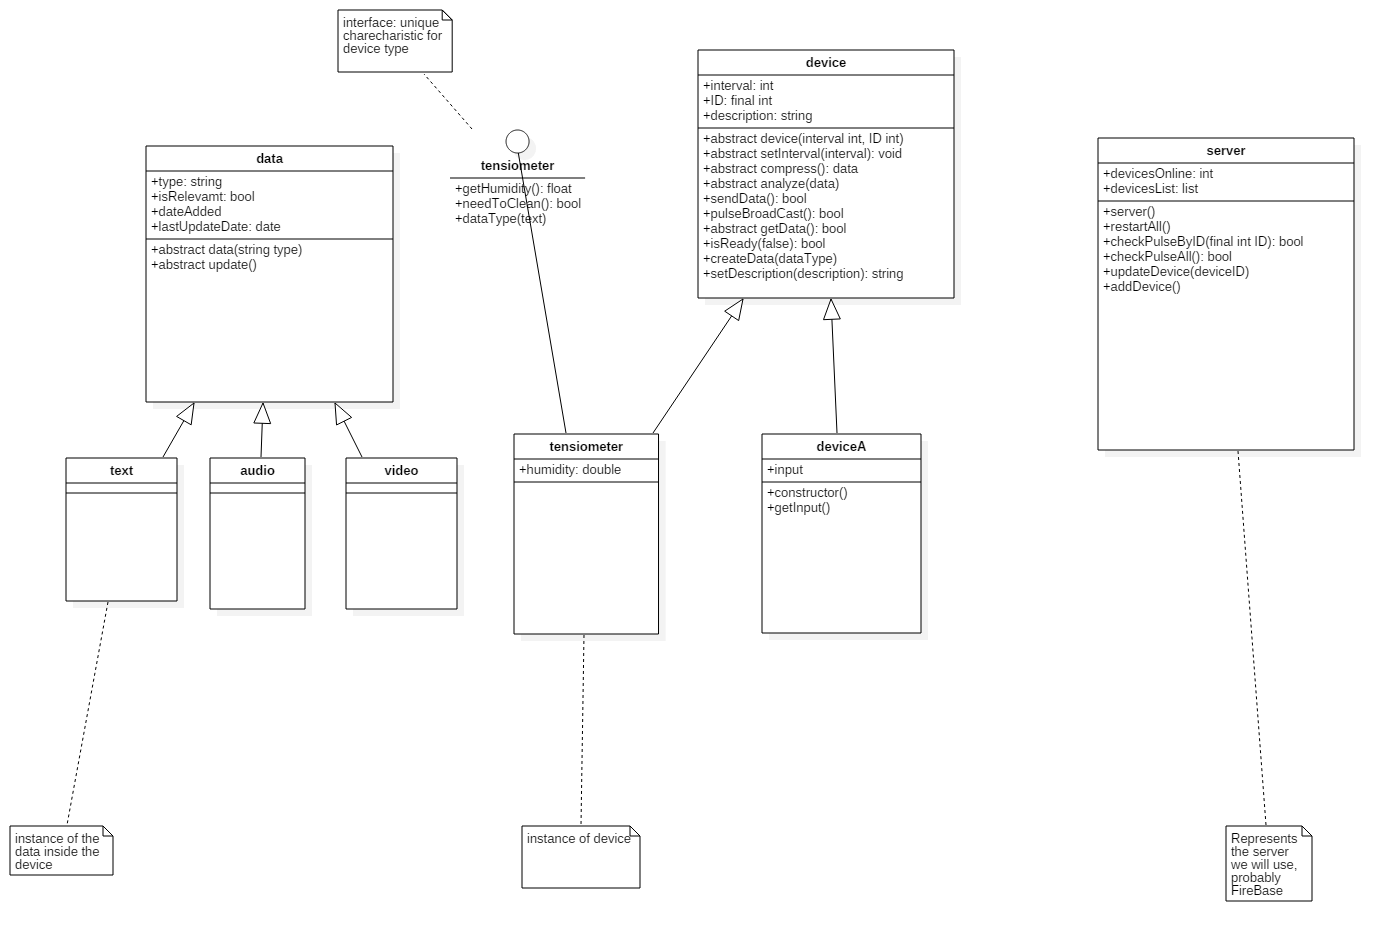 interface: unique
charecharistic for
device type
device
+interval: int
+ID: final int
+description: string
+abstract device(interval int, ID int)
+abstract setInterval(interval): void
+abstract compress(): data
+abstract analyze(data)
+sendData(): bool
+pulseBroadCast(): bool
+abstract getData(): bool
+isReady(false): bool
+createData(dataType)
+setDescription(description): string
server
+devicesOnline: int
+devicesList: list
+server()
+restartAll()
+checkPulseByID(final int ID): bool
+checkPulseAll(): bool
+updateDevice(deviceID)
+addDevice()
data
+type: string
+isRelevamt: bool
+dateAdded
+lastUpdateDate: date
+abstract data(string type)
+abstract update()
tensiometer
+getHumidity(): float
+needToClean(): bool
+dataType(text)
text
audio
video
tensiometer
+humidity: double
deviceA
+input
+constructor()
+getInput()
instance of the
data inside the
device
instance of device
Represents
the server
we will use,
probably
FireBase